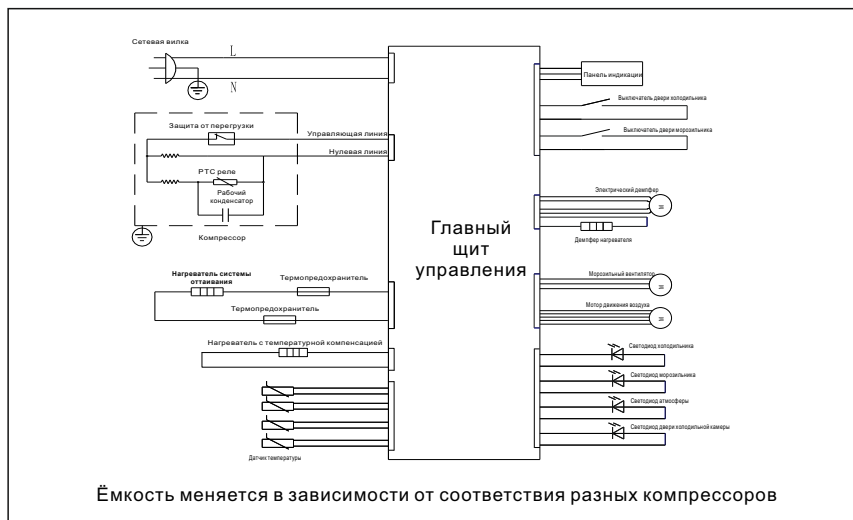 Сетевая вилка
L
N
Защита от перегрузки
Управляющая линия
Нулевая линия
РТС реле
Рабочий
конденсатор
Компрессор
Нагреватель системы
оттаивания
Термопредохранитель
Термопредохранитель
Нагреватель с температурной компенсацией
Датчик температуры
Главный
щит
управления
Панель индикации
Выключатель двери холодильника
Выключатель двери морозильника
Электрический демпфер
Демпфер нагревателя
Морозильный вентилятор
Мотор движения воздуха
Светодиод холодильника
Светодиод морозильника
Светодиод атмосферы
Светодиод двери холодильной камеры
Ёмкость меняется в зависимости от соответствия разных компрессоров